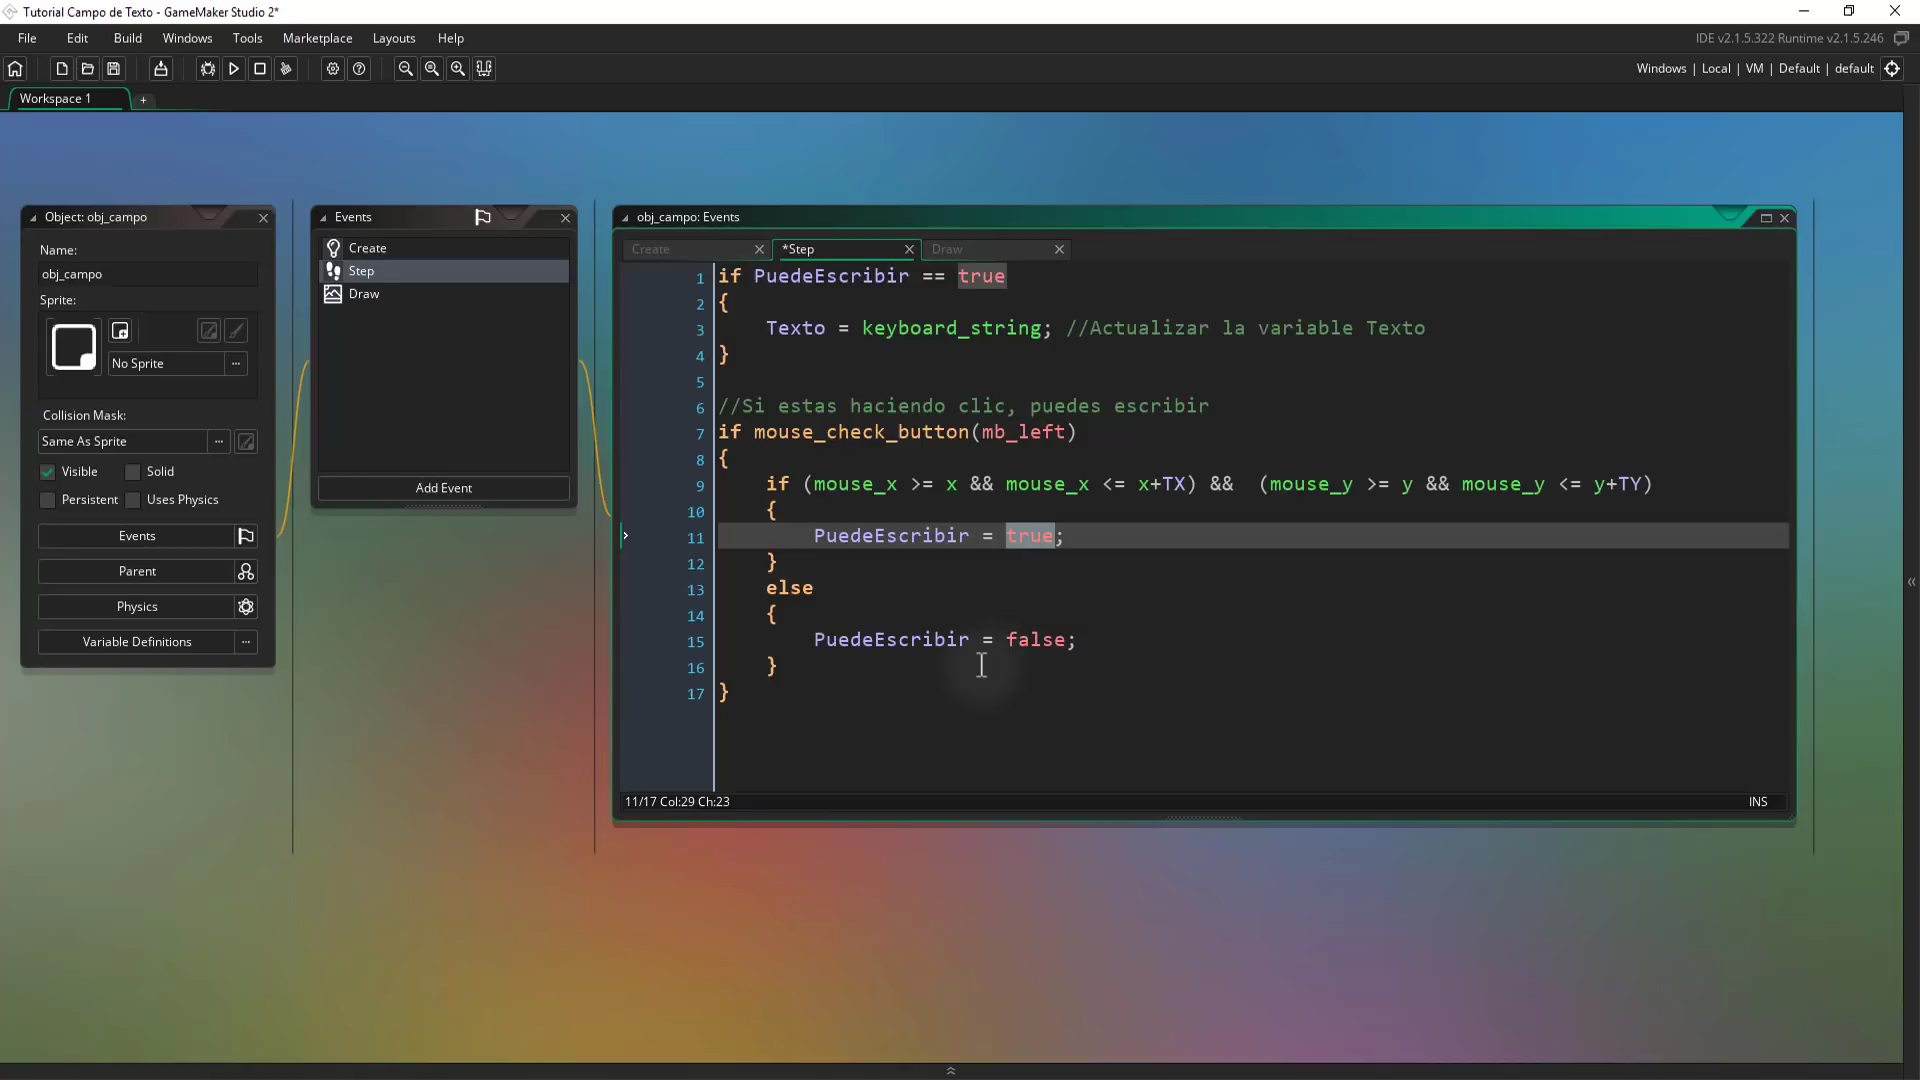 Tutorial Campo de Texto - GameMaker Studio 2*
File Edit Build Windows Tools Marketplace Layouts Help
IDE v2.1.5.322 Runtime v2.1.5.246
Windows | Local | VM | Default | default
Workspace 1
+
Object: obj_campo
Name:
obj_campo
Sprite:
No Sprite
...
Collision Mask:
Same As Sprite
...
Visible
Solid
Persistent
Uses Physics
Events
Parent
Physics
Variable Definitions
...
Events
Create
Step
Draw
Add Event
obj_campo: Events
Create
*Step
Draw
1 if PuedeEscribir == true
2 {
3 Texto = keyboard_string; //Actualizar la variable Texto
4 }
5
6 //Si estas haciendo clic, puedes escribir
7 if mouse_check_button(mb_left)
8 {
9 if (mouse_x >= x && mouse_x <= x+TX) &&  (mouse_y >= y && mouse_y <= y+TY)
10 {
11 PuedeEscribir = true;
12 }
13 else
14 {
15 PuedeEscribir = false;
16 }
17 }
11/17 Col:29 Ch:23
INS